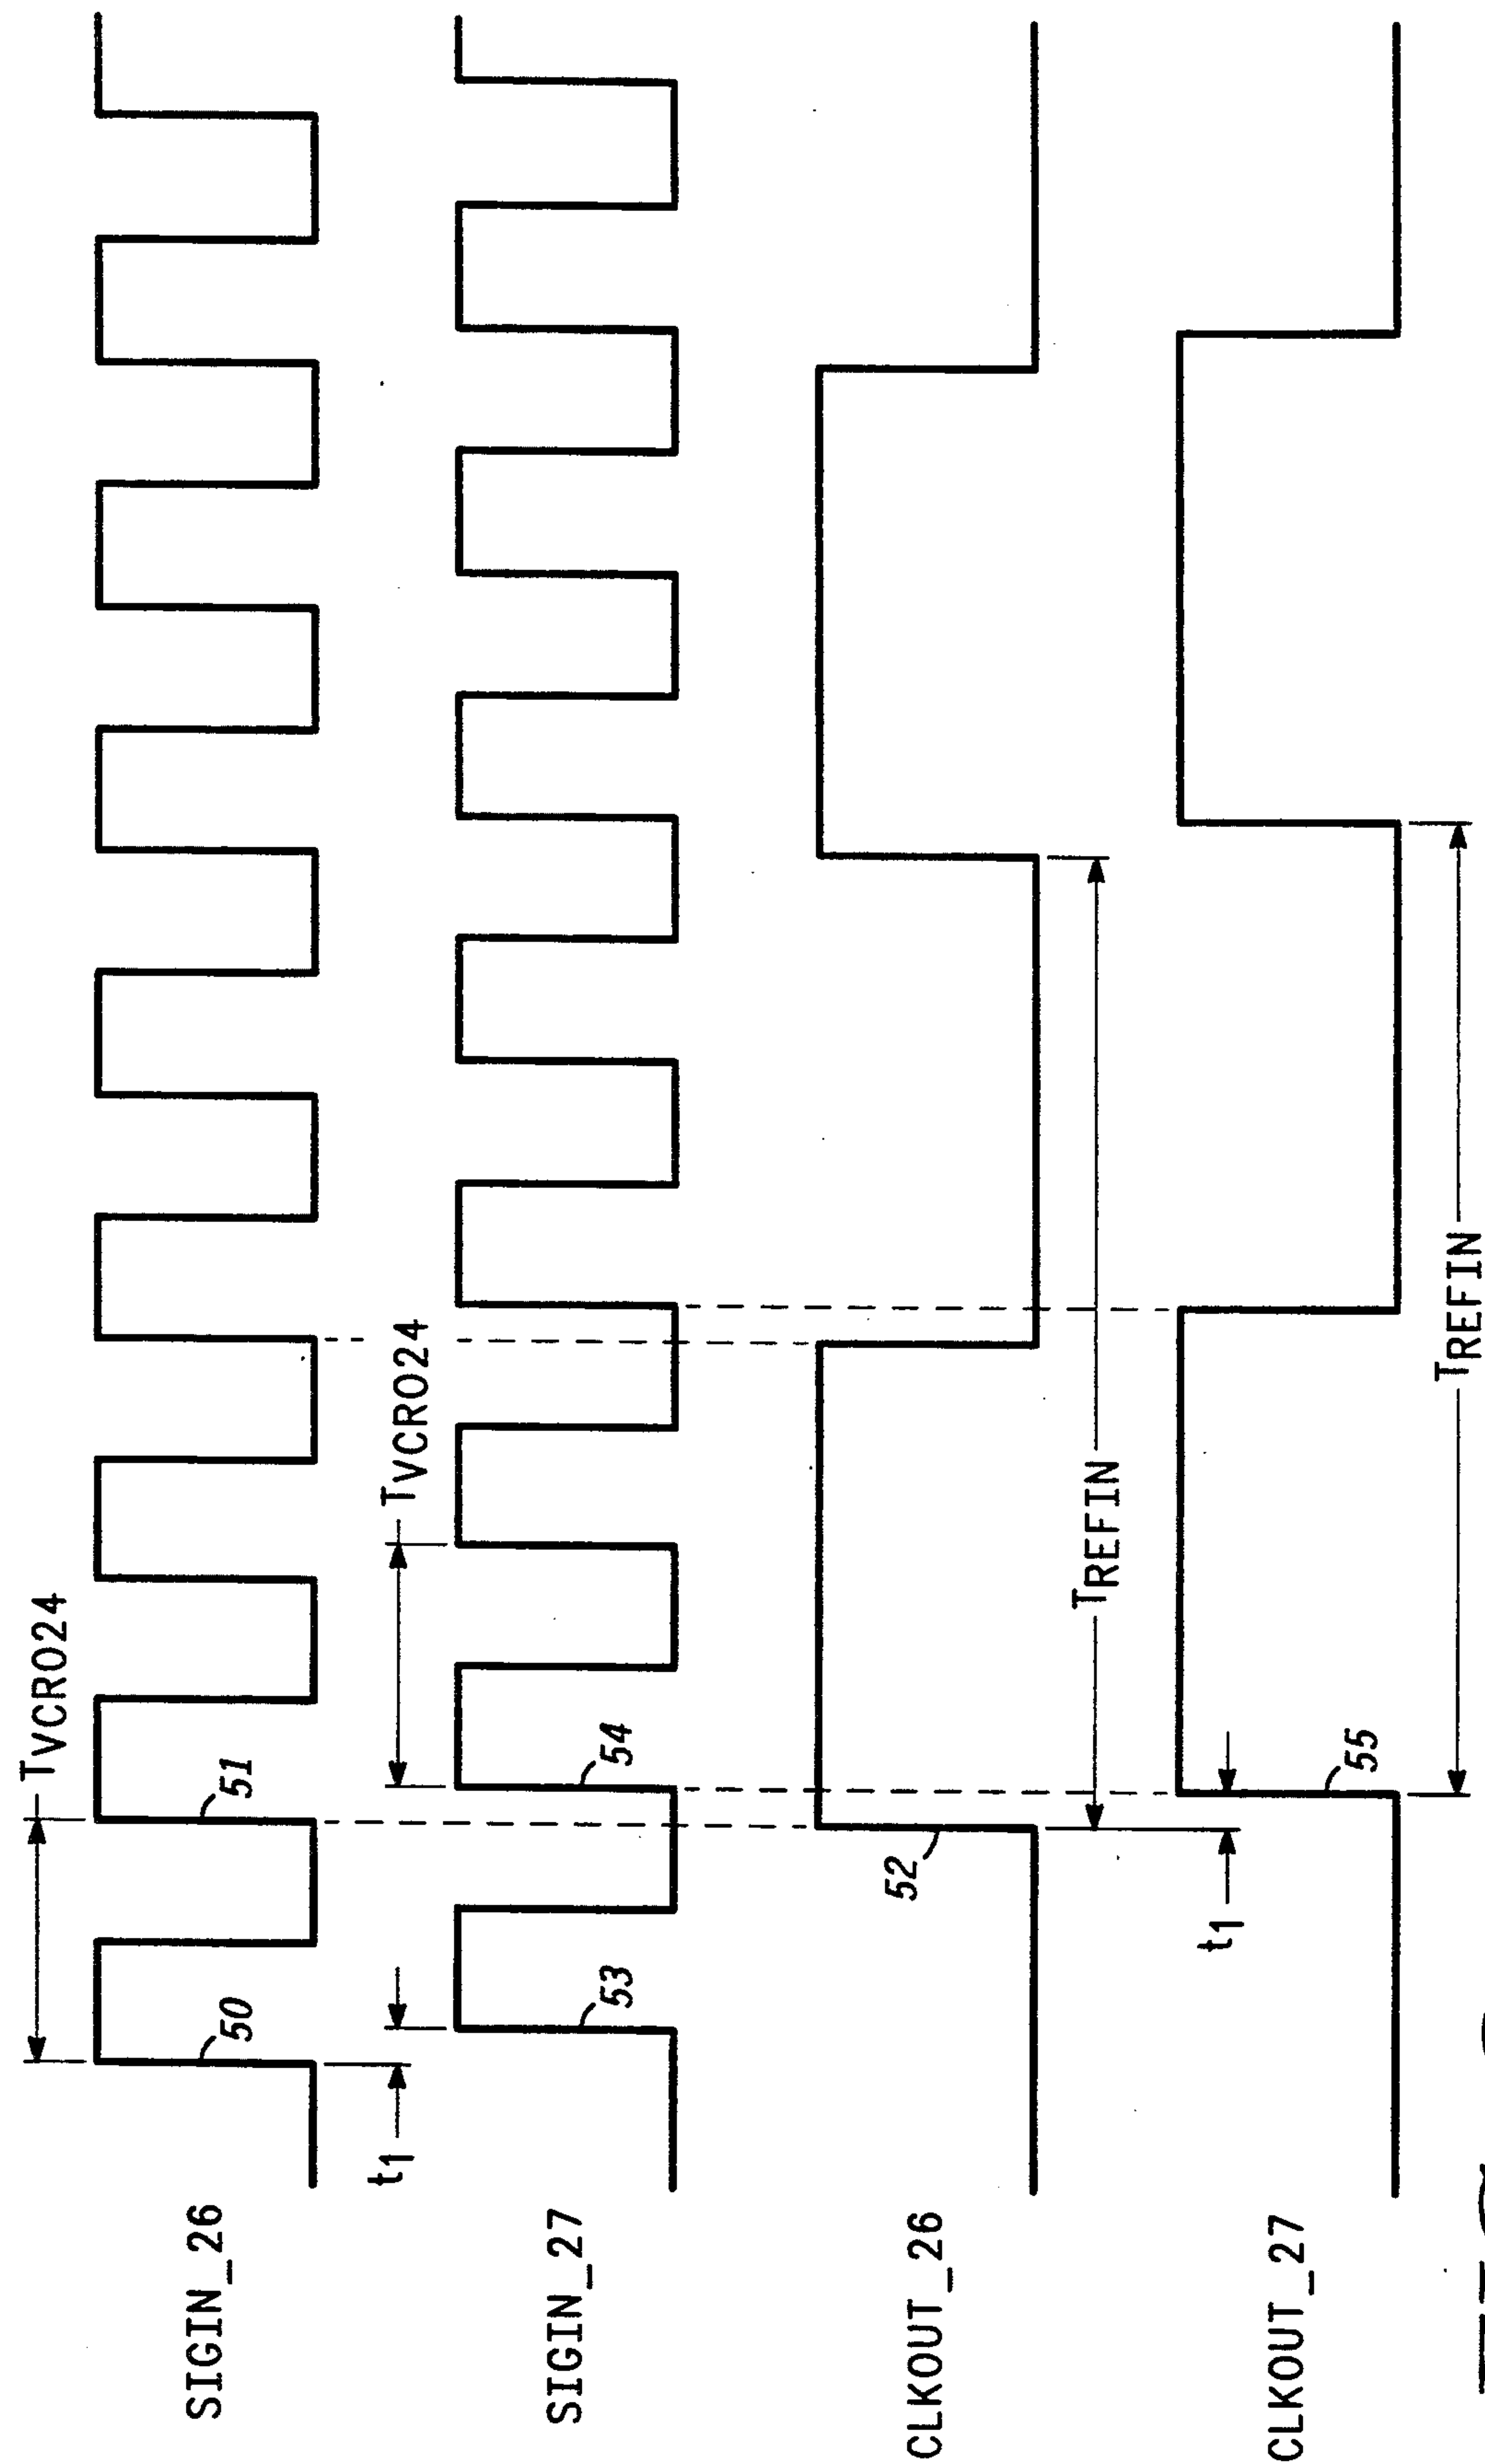 TVCRO24
SIGIN_26
50
51
t1
TVCRO24
SIGIN_27
53
54
CLKOUT_26
52
TREFIN
t1
CLKOUT_27
55
TREFIN